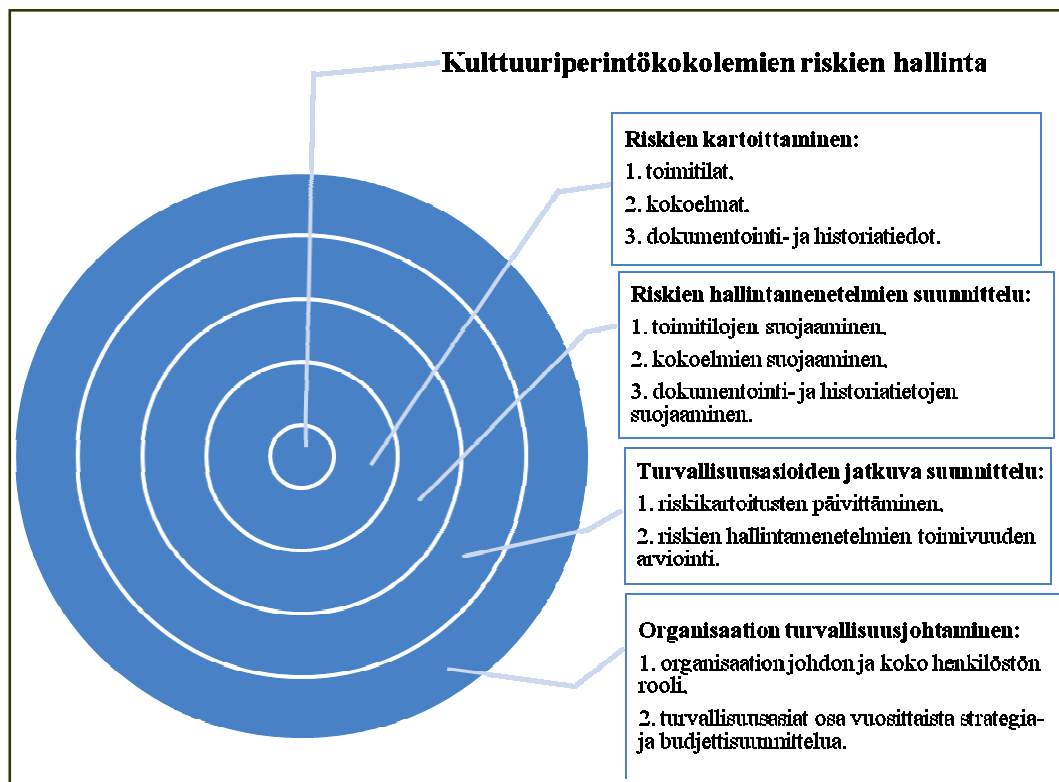 Kulttuuriperintökokolemien riskien hallinta
Riskien kartoittaminen:
1. toimitilat,
2. kokoelmat,
3. dokumentointi- ja historiatiedot.
Riskien hallintamenetelmien suunnittelu:
1. toimitilojen suojaaminen,
2. kokoelmien suojaaminen,
3. dokumentointi- ja historiatietojen
suojaaminen.
Turvallisuusasioiden jatkuva suunnittelu:
1. riskikartoitusten päivittäminen,
2. riskien hallintamenetelmien toimivuuden
arviointi.
Organisaation turvallisuusjohtaminen:
1. organisaation johdon ja koko henkilöstön
rooli,
2. turvallisuusasiat osa vuosittaista strategia-
ja budjettisuunnittelua.